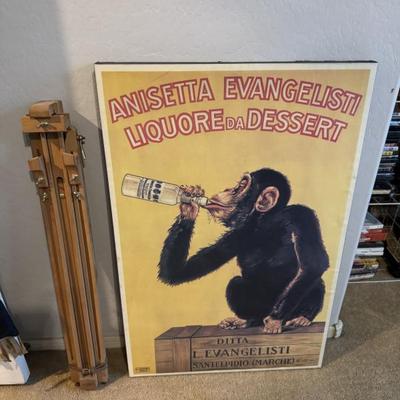 ANISETTA EVANGELISTI
LIQUORE DA DESSERT
DITTA
L. EVANGELISTI
SANTELPIDIO (MARCHE)